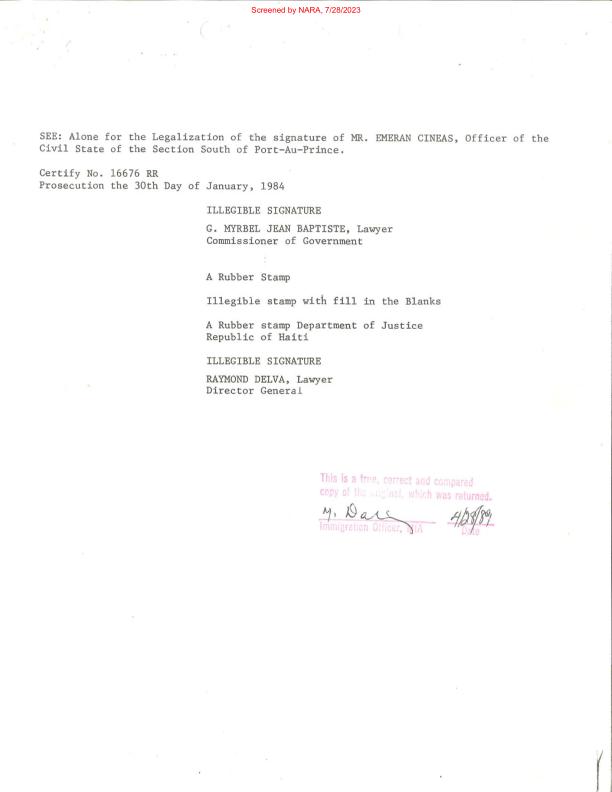 Screened by NARA, 7/28/2023
SEE: Alone for the Legalization of the signature of MR. EMERAN CINEAS, Officer of the
Civil State of the Section South of Port-Au-Prince.
Certify No. 16676 RR
Prosecution the 30th Day of January, 1984
ILLEGIBLE SIGNATURE
G. MYRBEL JEAN BAPTISTE, Lawyer
Commissioner of Government
A Rubber Stamp
Illegible stamp with fill in the Blanks
A Rubber stamp Department of Justice
Republic of Haiti
ILLEGIBLE SIGNATURE
RAYMOND DELVA, Lawyer
Director General
This is a true, correct and compared
copy of the original, which was returned.
M. 4/28/89
Immigration Officer, Date